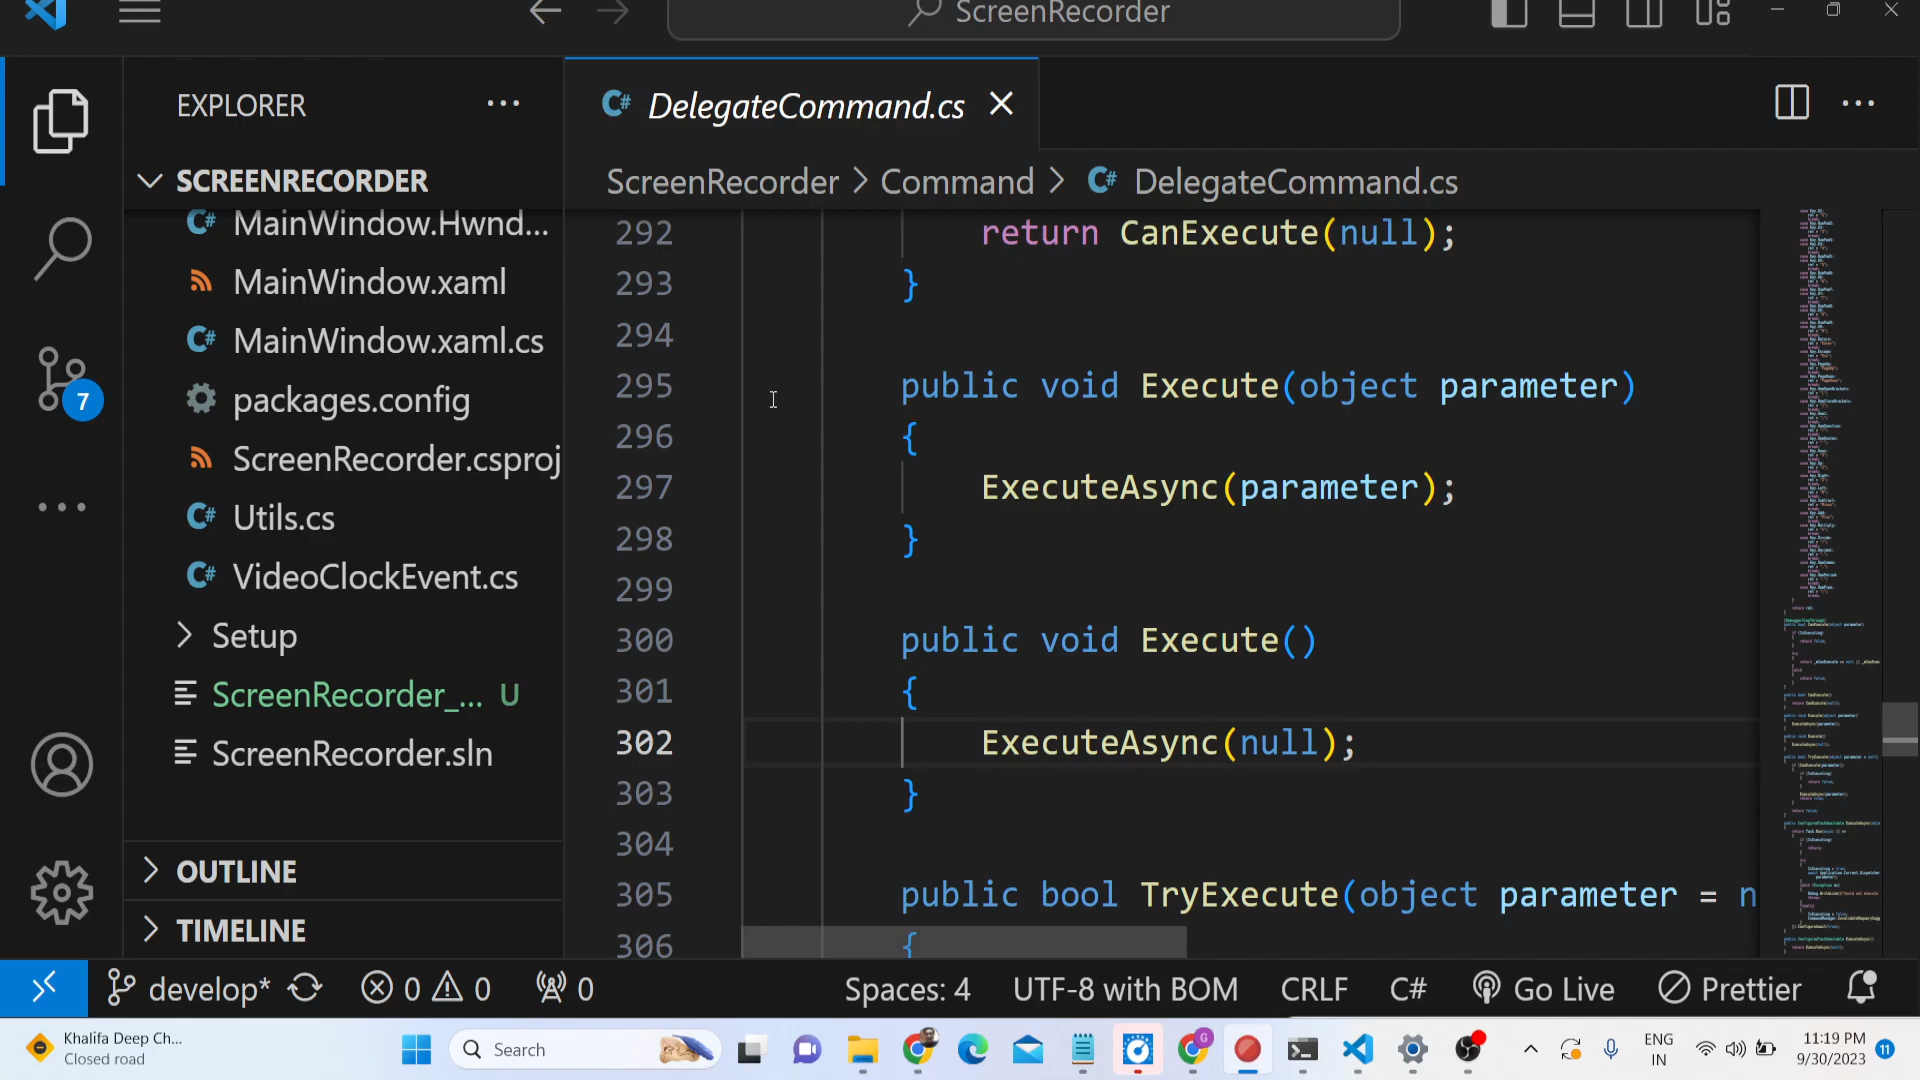 ScreenRecorder
EXPLORER
DelegateCommand.cs
SCREENRECORDER
ScreenRecorder > Command > C# DelegateCommand.cs
MainWindow.Hwnd...
MainWindow.xaml
MainWindow.xaml.cs
packages.config
ScreenRecorder.csproj
Utils.cs
VideoClockEvent.cs
Setup
ScreenRecorder_... U
ScreenRecorder.sln
OUTLINE
TIMELINE
7
292 return CanExecute(null);
293 }
294
295 public void Execute(object parameter)
296 {
297 ExecuteAsync(parameter);
298 }
299
300 public void Execute()
301 {
302 ExecuteAsync(null);
303 }
304
305 public bool TryExecute(object parameter = n
306 {
develop* 0 0 0 Spaces: 4 UTF-8 with BOM CRLF C# Go Live Prettier
Khalifa Deep Ch...
Closed road
Search
ENG
IN
11:19 PM
9/30/2023
11